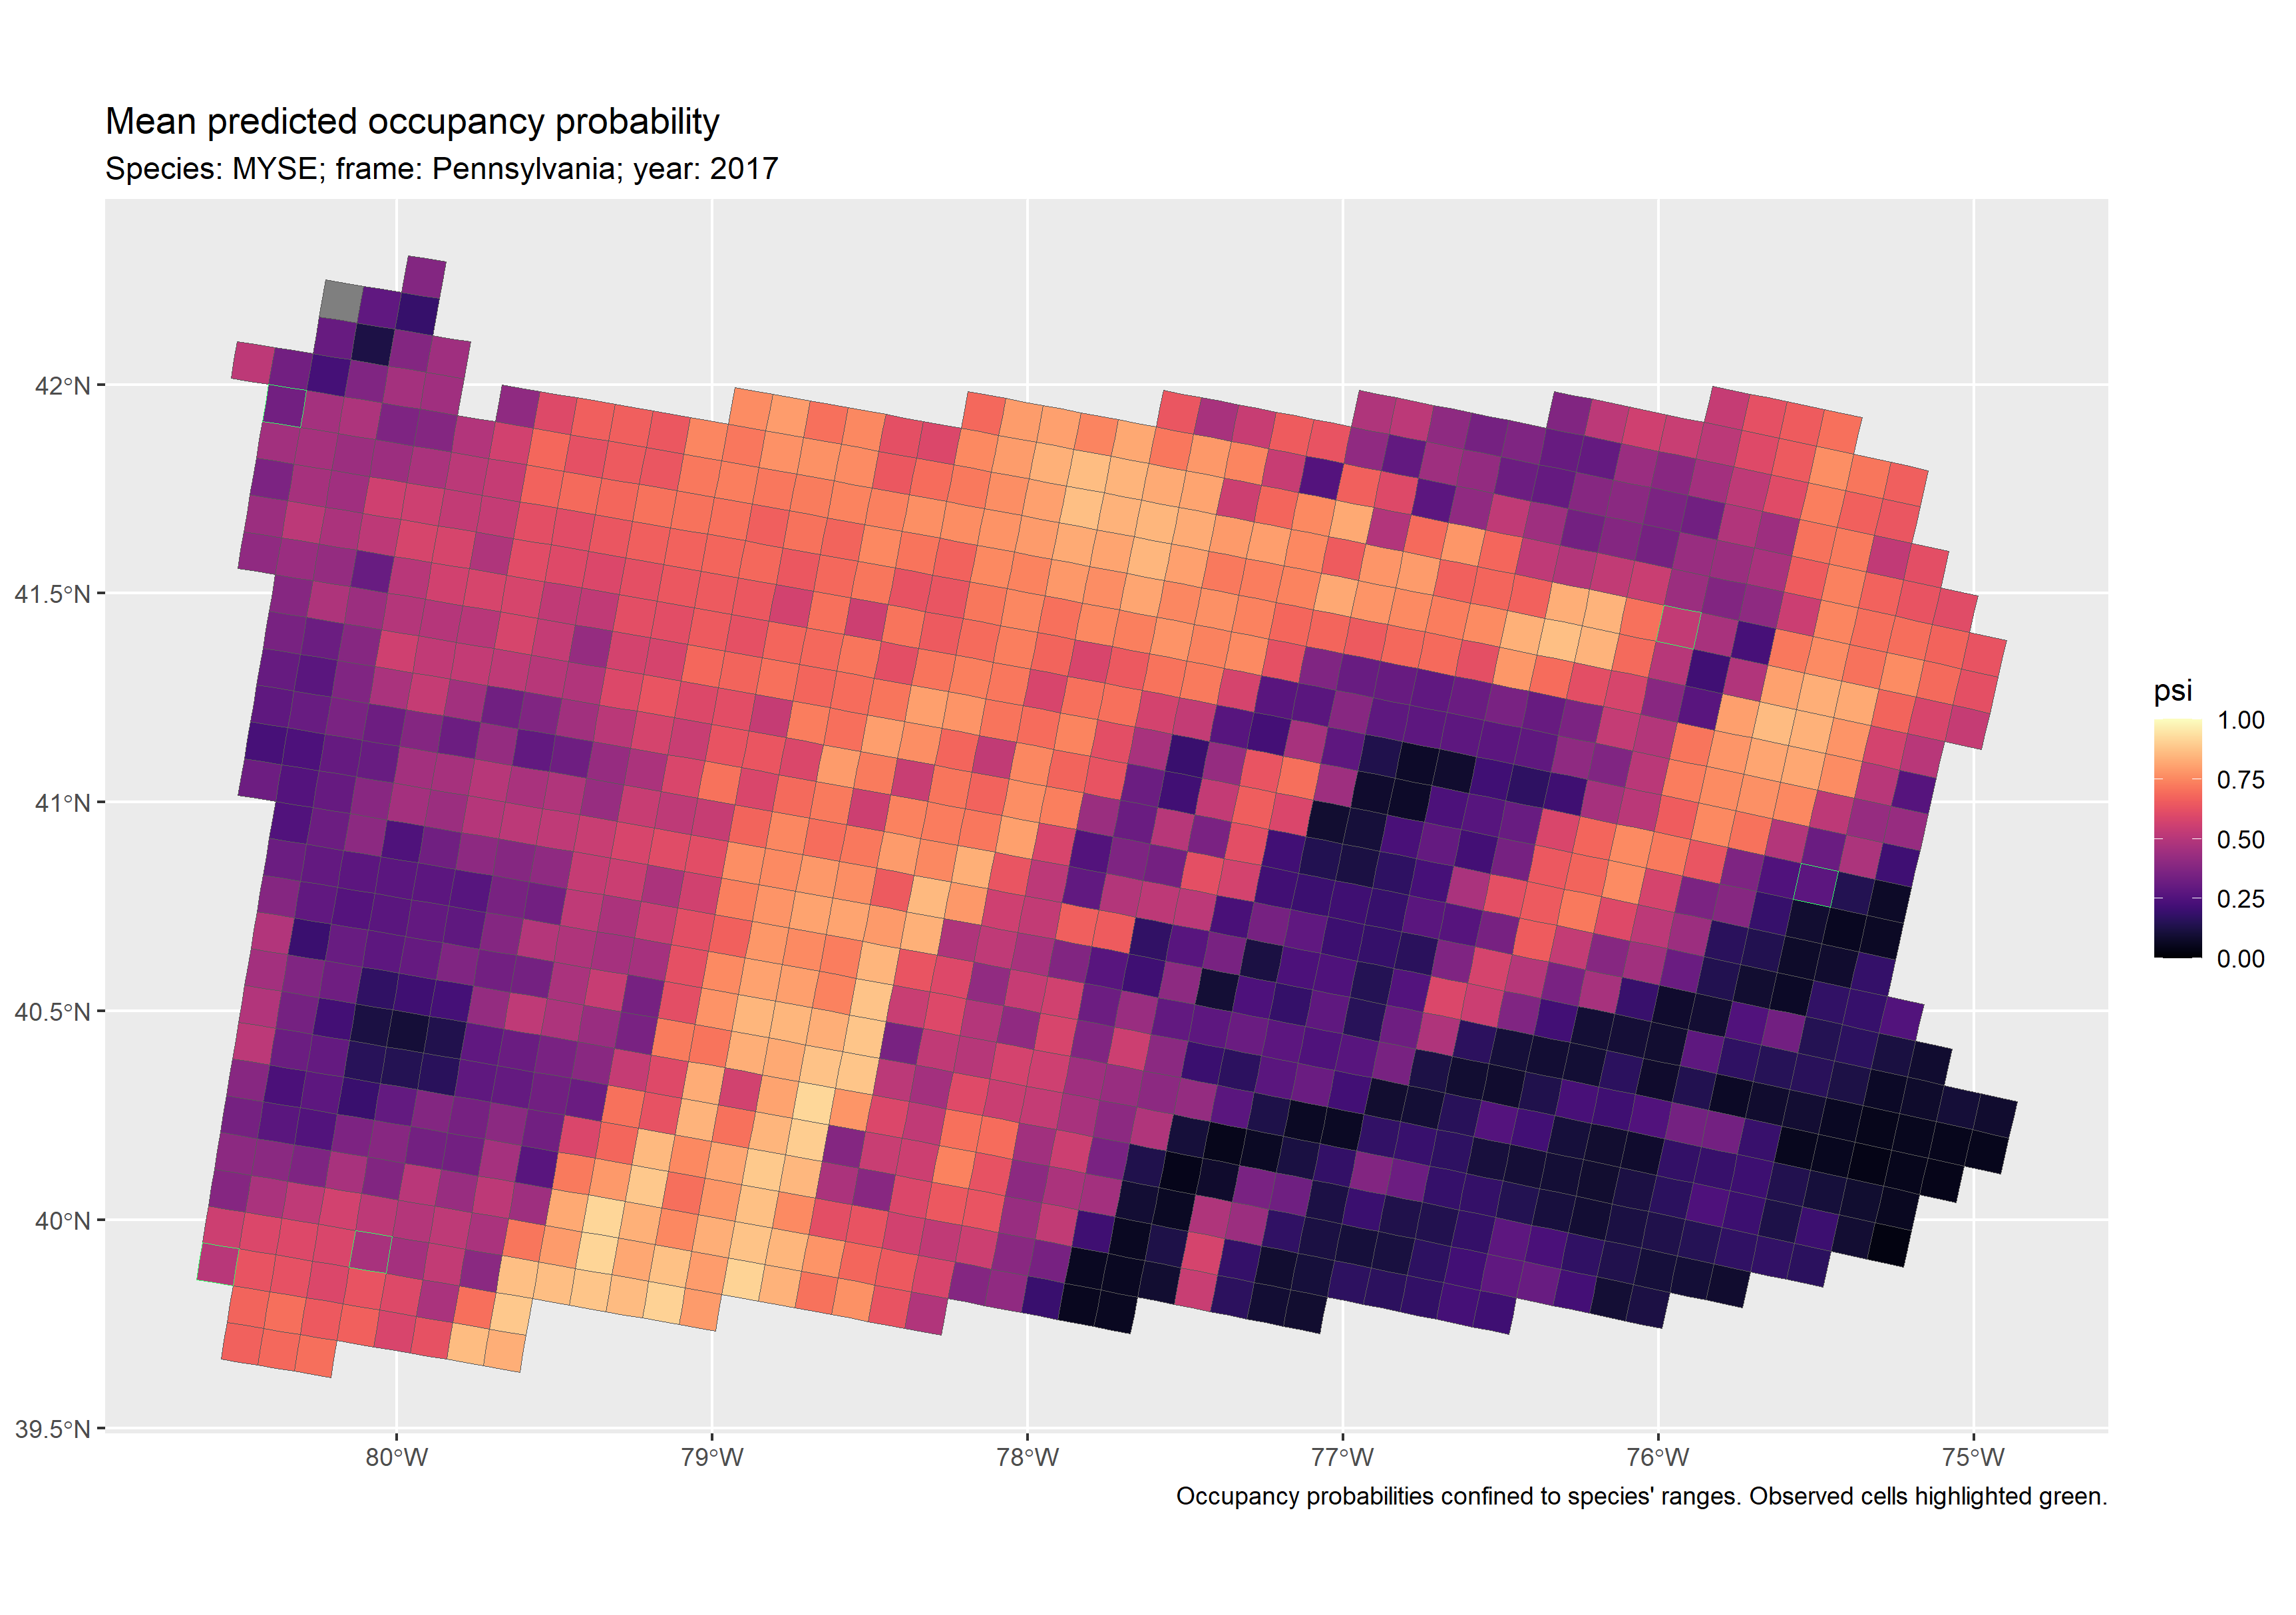 Mean predicted occupancy probability
Species: MYSE; frame: Pennsylvania; year: 2017
42°N
41.5°N
41°N
40.5°N
40°N
39.5°N
80°W
79°W
78°W
77°W
76°W
75°W
psi
1.00
0.75
0.50
0.25
0.00
Occupancy probabilities confined to species' ranges. Observed cells highlighted green.